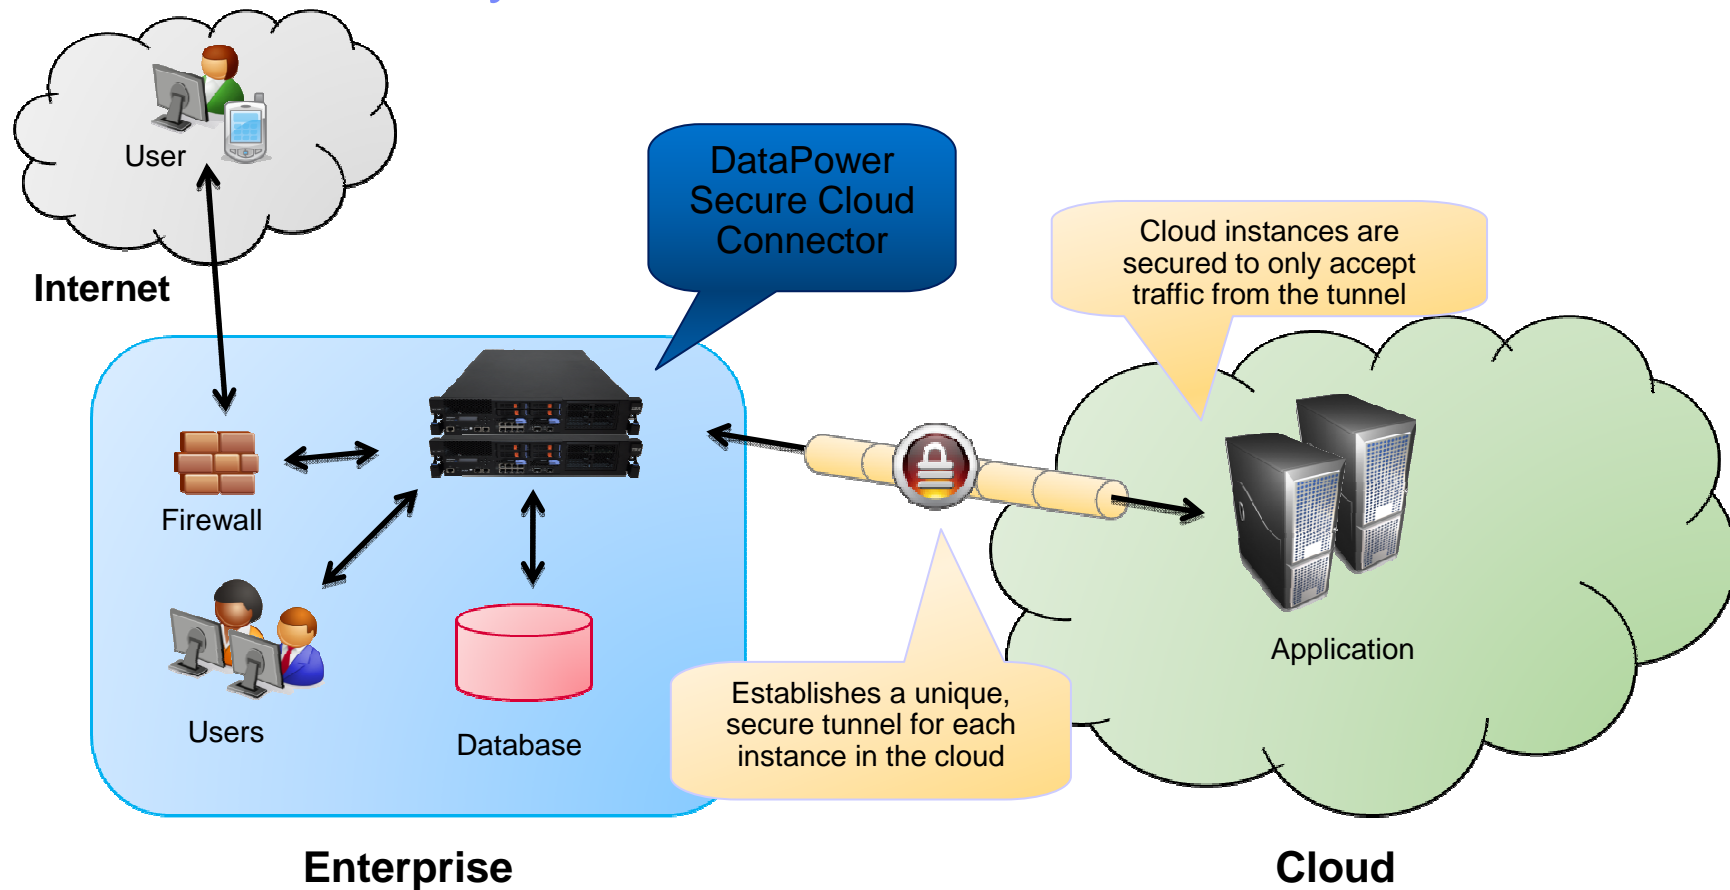 User
Internet
DataPower
Secure Cloud
Connector
Cloud instances are
secured to only accept
traffic from the tunnel
Firewall
Users
Database
Establishes a unique,
secure tunnel for each
instance in the cloud
Application
Enterprise
Cloud